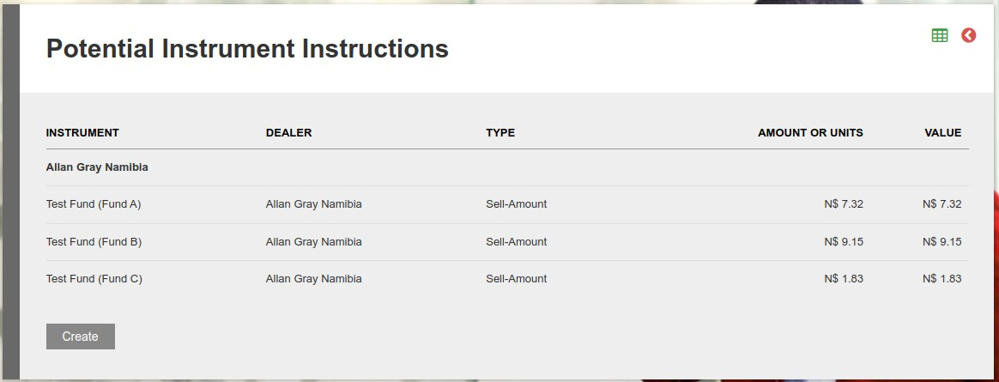 Potential Instrument Instructions
INSTRUMENT DEALER TYPE AMOUNT OR UNITS VALUE
Allan Gray Namibia
Test Fund (Fund A) Allan Gray Namibia Sell-Amount N$ 7.32 N$ 7.32
Test Fund (Fund B) Allan Gray Namibia Sell-Amount N$ 9.15 N$ 9.15
Test Fund (Fund C) Allan Gray Namibia Sell-Amount N$ 1.83 N$ 1.83
Create